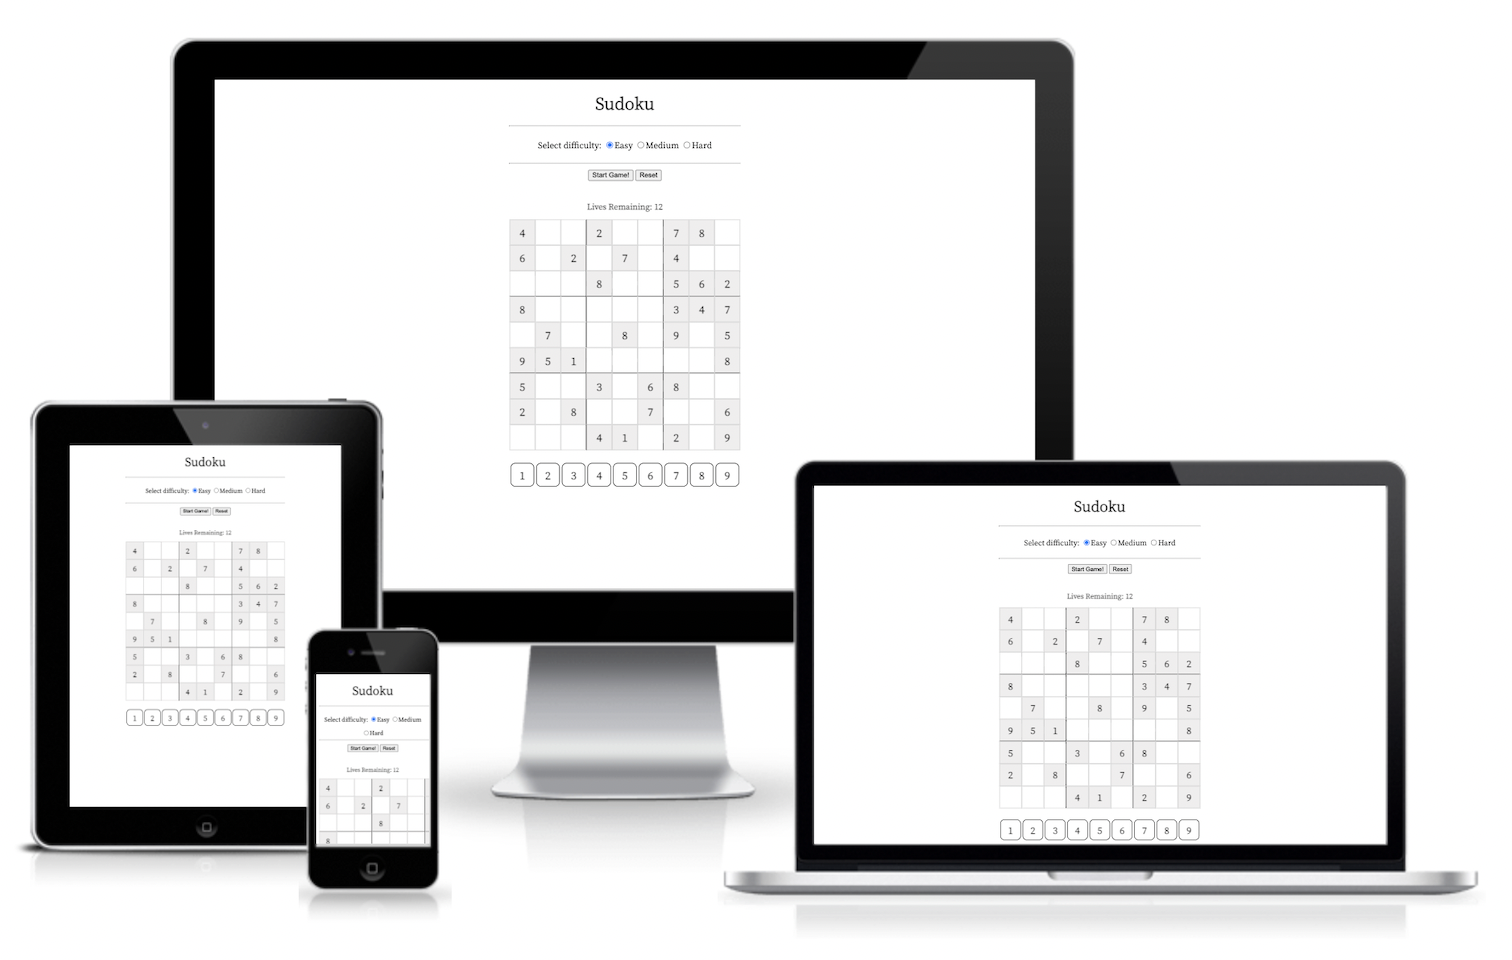 Sudoku
Select difficulty: Easy Medium Hard
Start Game! Reset
Lives Remaining: 12
4 2 7 8
6 2 7 4
8 5 6 2
8 3 4 7
7 8 9 5
9 5 1 8
5 3 6 8
2 8 7 6
4 1 2 9
1 2 3 4 5 6 7 8 9
Sudoku
Select difficulty: Easy Medium Hard
Start Game! Reset
Lives Remaining: 12
4 2 7 8
6 2 7 4
8 5 6 2
8 3 4 7
7 8 9 5
9 5 1 8
5 3 6 8
2 8 7 6
4 1 2 9
1 2 3 4 5 6 7 8 9
Sudoku
Select difficulty: Easy Medium
Hard
Start Game! Reset
Lives Remaining: 12
4 2
6 2 7
8
8
Sudoku
Select difficulty: Easy Medium Hard
Start Game! Reset
Lives Remaining: 12
4 2 7 8
6 2 7 4
8 5 6 2
8 3 4 7
7 8 9 5
9 5 1 8
5 3 6 8
2 8 7 6
4 1 2 9
1 2 3 4 5 6 7 8 9